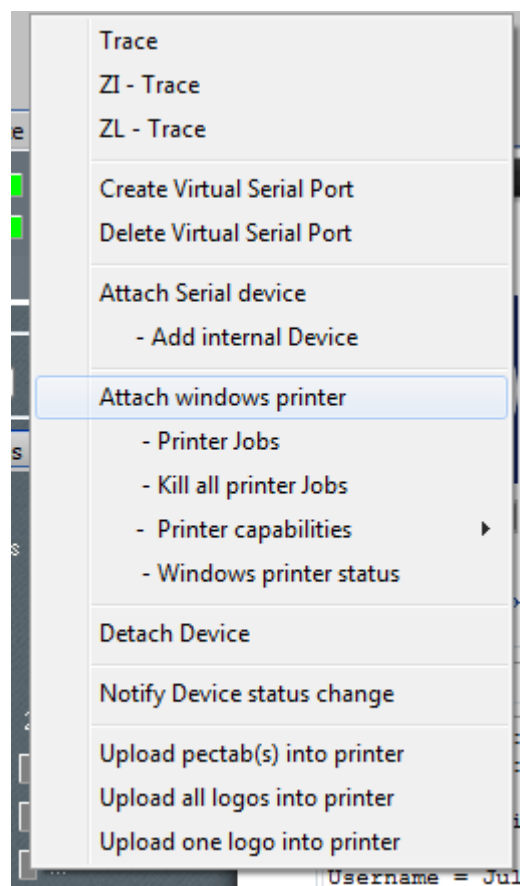 Trace
ZI - Trace
ZL - Trace
Create Virtual Serial Port
Delete Virtual Serial Port
Attach Serial device
- Add internal Device
Attach windows printer
- Printer Jobs
- Kill all printer Jobs
- Printer capabilities
- Windows printer status
Detach Device
Notify Device status change
Upload pectab(s) into printer
Upload all logos into printer
Upload one logo into printer
...
Username = Jul